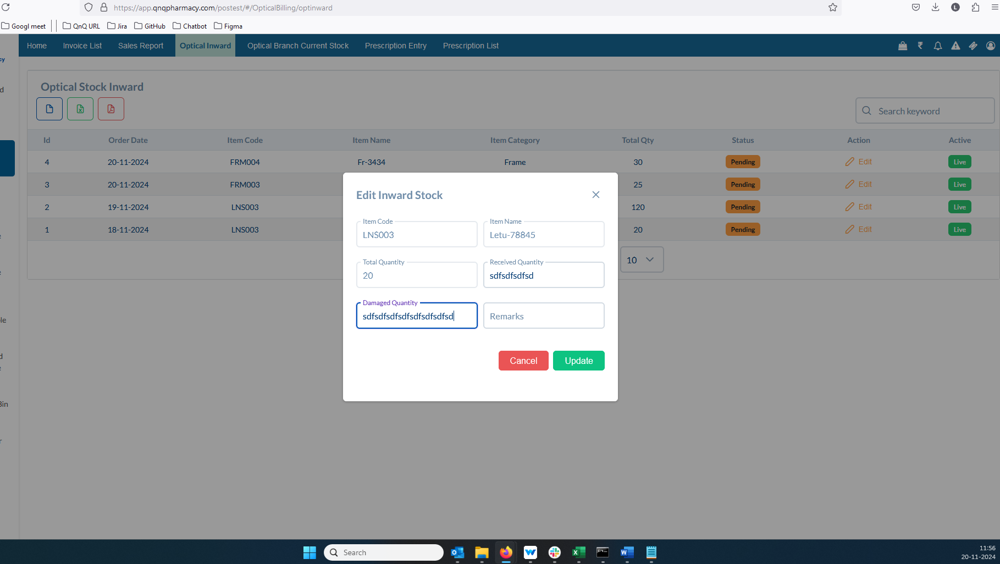 https://app.qnqpharmacy.com/postest/#/OpticalBilling/optinward
L
Googl meet QnQ URL Jira GitHub Chatbot Figma
Home Invoice List Sales Report Optical Inward Optical Branch Current Stock Prescription Entry Prescription List
cy
Optical Stock Inward
d
Search keyword
Id Order Date Item Code Item Name Item Category Total Qty Status Action Active
4 20-11-2024 FRM004 Fr-3434 Frame 30 Pending Edit Live
3 20-11-2024 FRM003 25 Pending Edit Live
2 19-11-2024 LNS003 120 Pending Edit Live
1 18-11-2024 LNS003 20 Pending Edit Live
10
Edit Inward Stock
Item Code
LNS003
Item Name
Letu-78845
Total Quantity
20
Received Quantity
sdfsdfsdfsd
Damaged Quantity
sdfsdfsdfsdfsdfsdfsdfsd
Remarks
Cancel Update
le
d
Bin
r
Search
11:56
20-11-2024